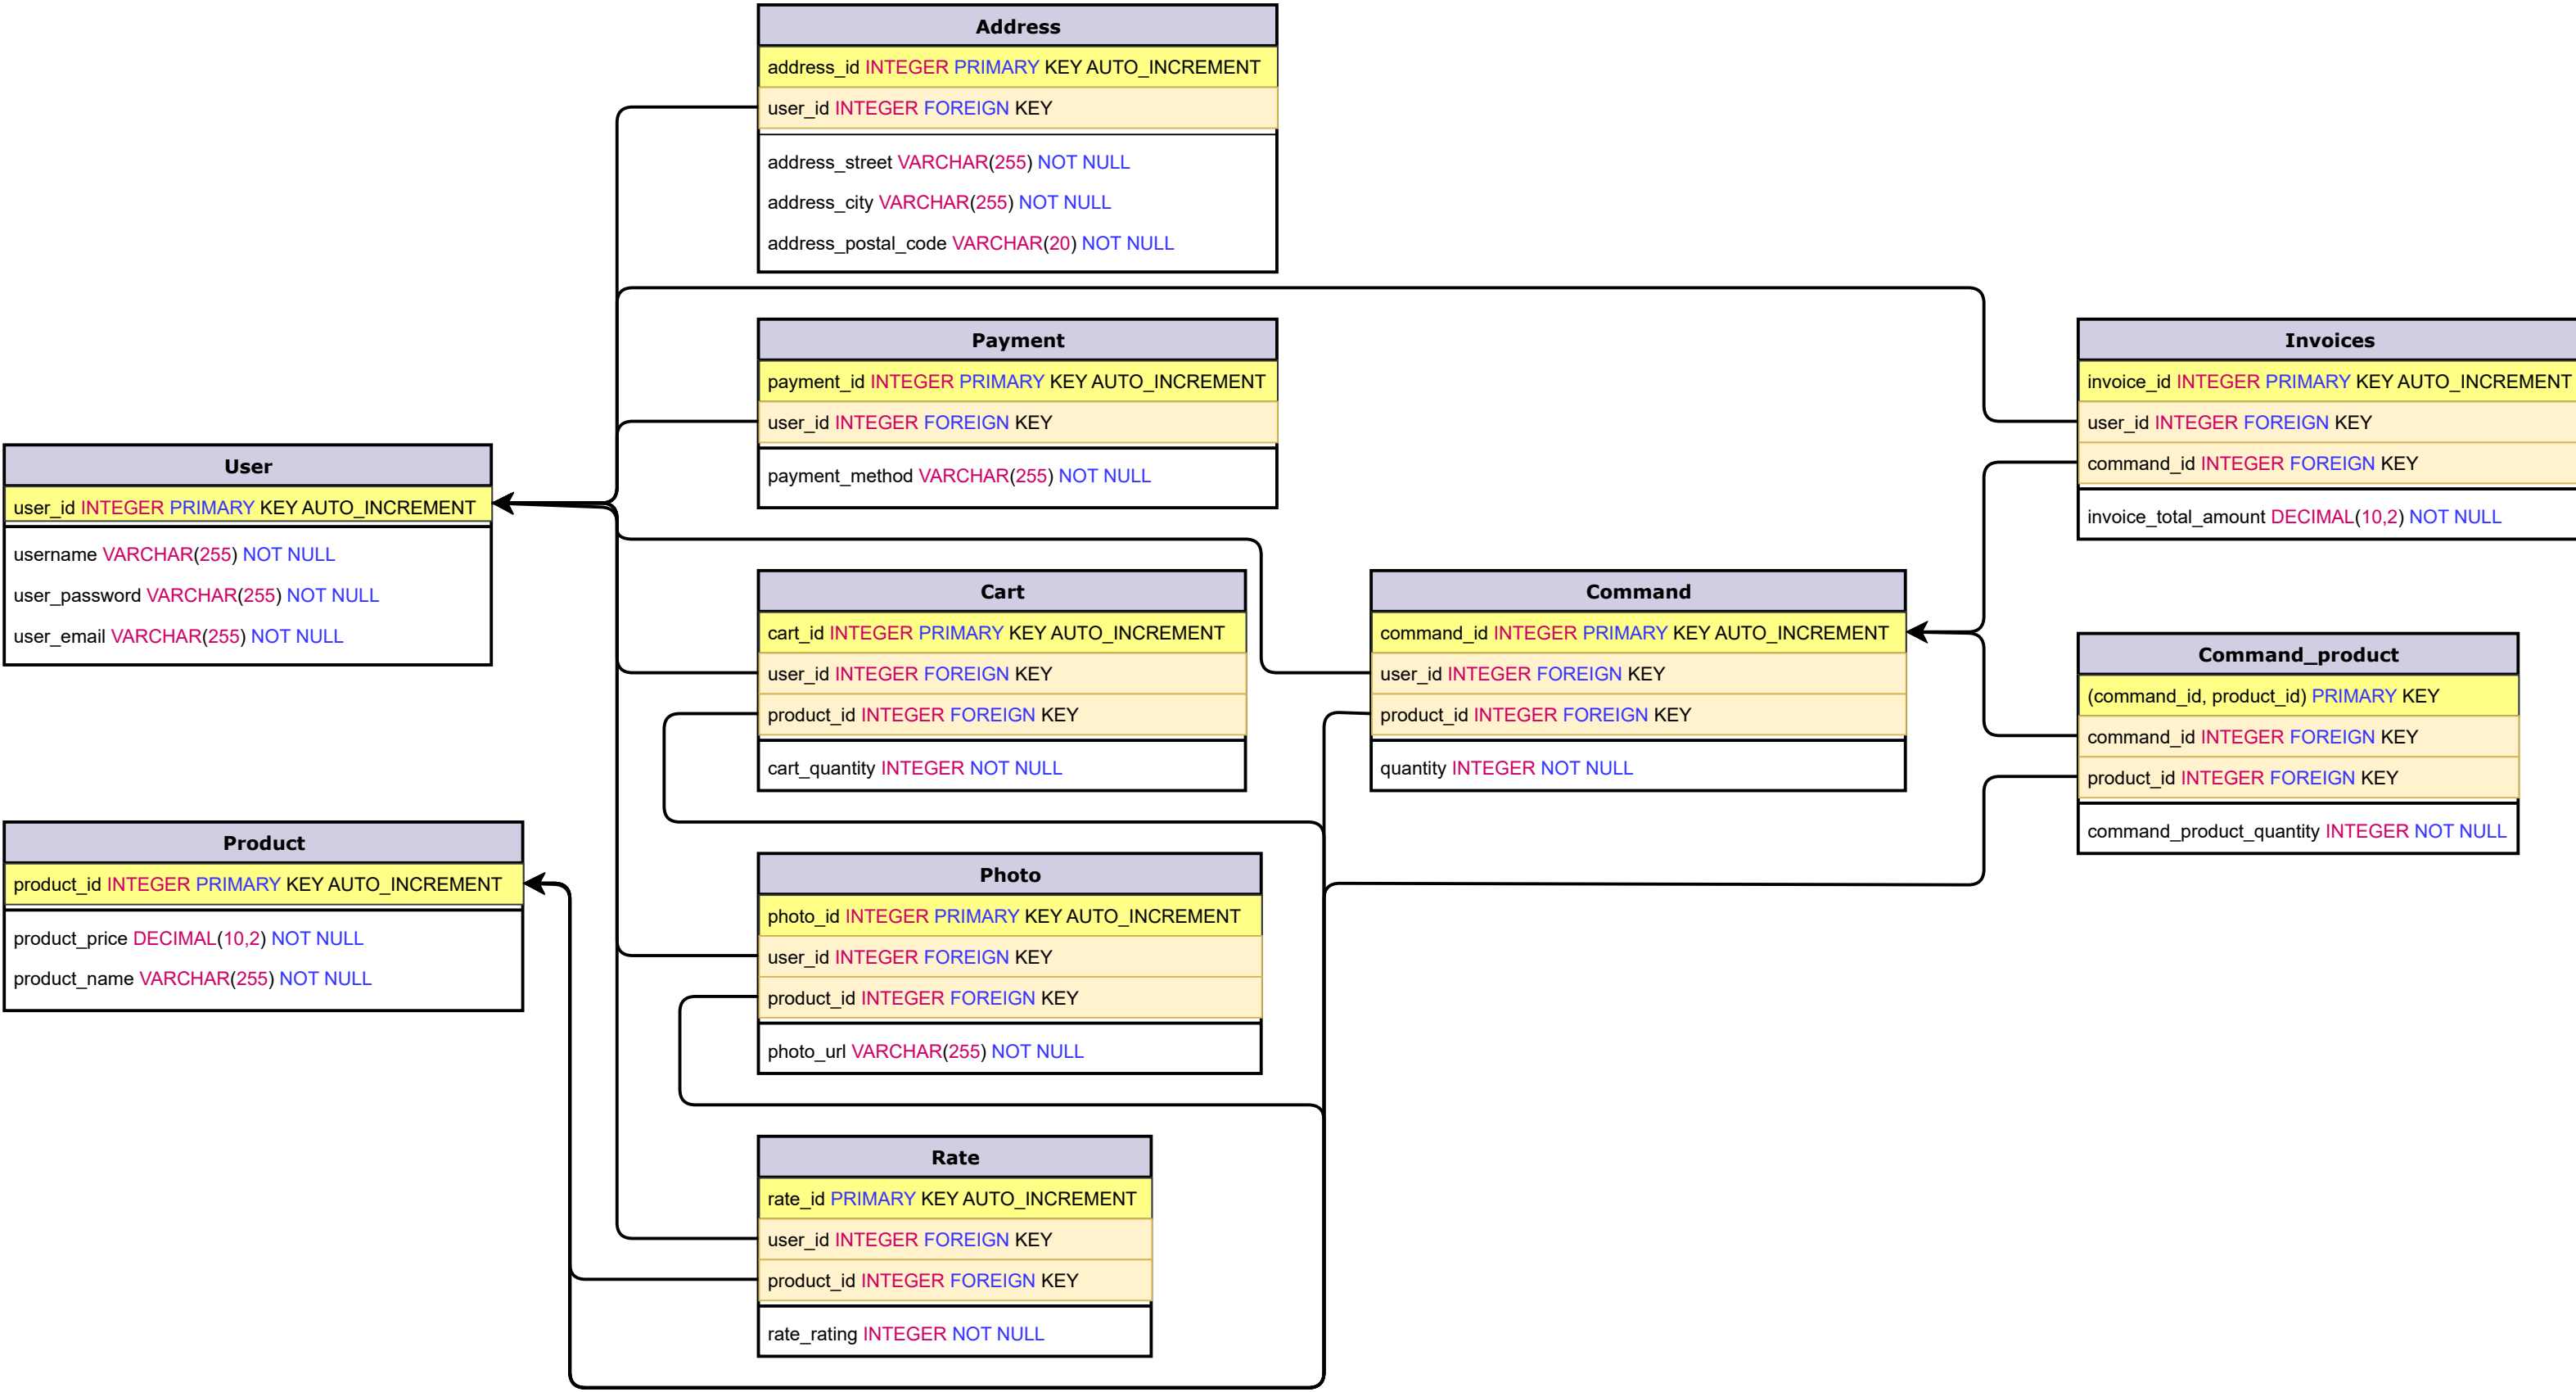 Address
address_id INTEGER PRIMARY KEY AUTO_INCREMENT
user_id INTEGER FOREIGN KEY
address_street VARCHAR(255) NOT NULL
address_city VARCHAR(255) NOT NULL
address_postal_code VARCHAR(20) NOT NULL
Payment
payment_id INTEGER PRIMARY KEY AUTO_INCREMENT
user_id INTEGER FOREIGN KEY
payment_method VARCHAR(255) NOT NULL
Invoices
invoice_id INTEGER PRIMARY KEY AUTO_INCREMENT
user_id INTEGER FOREIGN KEY
command_id INTEGER FOREIGN KEY
invoice_total_amount DECIMAL(10,2) NOT NULL
User
user_id INTEGER PRIMARY KEY AUTO_INCREMENT
username VARCHAR(255) NOT NULL
user_password VARCHAR(255) NOT NULL
user_email VARCHAR(255) NOT NULL
Cart
cart_id INTEGER PRIMARY KEY AUTO_INCREMENT
user_id INTEGER FOREIGN KEY
product_id INTEGER FOREIGN KEY
cart_quantity INTEGER NOT NULL
Command
command_id INTEGER PRIMARY KEY AUTO_INCREMENT
user_id INTEGER FOREIGN KEY
product_id INTEGER FOREIGN KEY
quantity INTEGER NOT NULL
Command_product
(command_id, product_id) PRIMARY KEY
command_id INTEGER FOREIGN KEY
product_id INTEGER FOREIGN KEY
command_product_quantity INTEGER NOT NULL
Product
product_id INTEGER PRIMARY KEY AUTO_INCREMENT
product_price DECIMAL(10,2) NOT NULL
product_name VARCHAR(255) NOT NULL
Photo
photo_id INTEGER PRIMARY KEY AUTO_INCREMENT
user_id INTEGER FOREIGN KEY
product_id INTEGER FOREIGN KEY
photo_url VARCHAR(255) NOT NULL
Rate
rate_id PRIMARY KEY AUTO_INCREMENT
user_id INTEGER FOREIGN KEY
product_id INTEGER FOREIGN KEY
rate_rating INTEGER NOT NULL